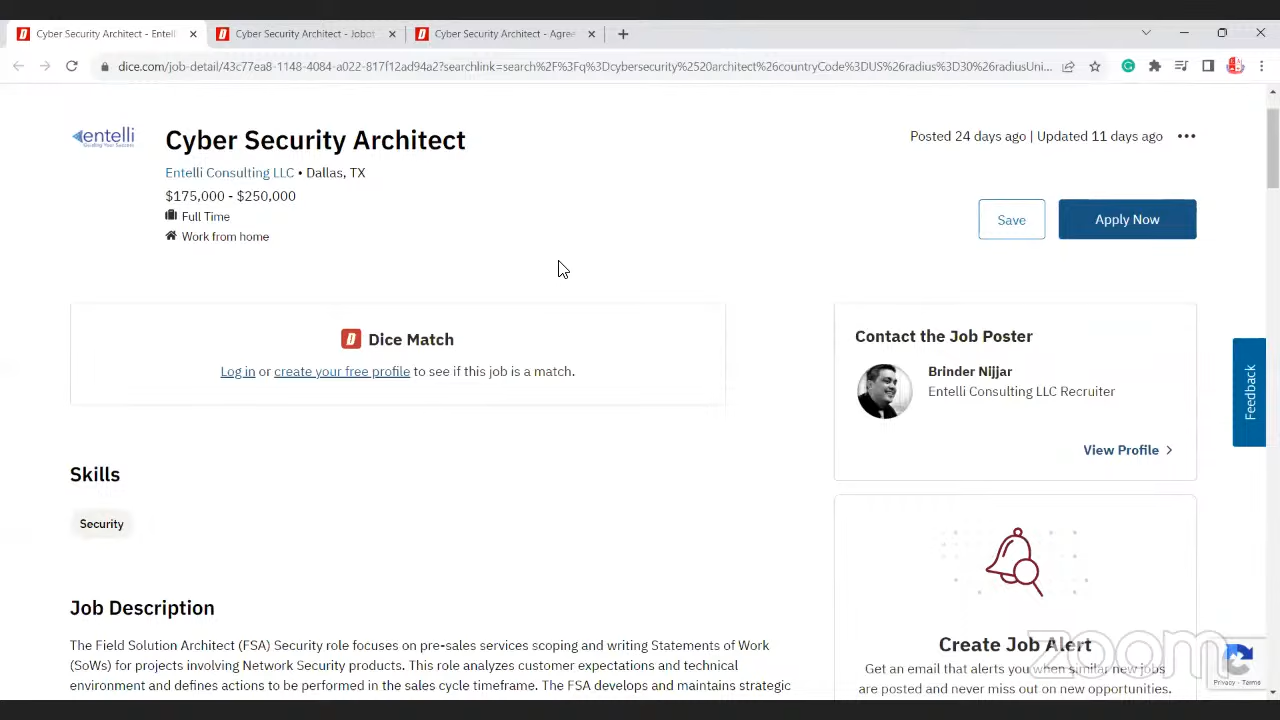 Cyber Security Architect - Entelli
Cyber Security Architect - Jobot
Cyber Security Architect - Agre
dice.com/job-detail/43c77ea8-1148-4084-a022-817f12ad94a2?searchlink=search%2F%3Fq%3Dcybersecurity%2520architect%26countryCode%3DUS%26radius%3D30%26radiusUni...
entelli
Guiding Your Success
Cyber Security Architect
Posted 24 days ago | Updated 11 days ago
Entelli Consulting LLC • Dallas, TX
$175,000 - $250,000
Full Time
Work from home
Save
Apply Now
Dice Match
Log in or create your free profile to see if this job is a match.
Contact the Job Poster
Brinder Nijjar
Entelli Consulting LLC Recruiter
View Profile
Feedback
Skills
Security
Job Description
The Field Solution Architect (FSA) Security role focuses on pre-sales services scoping and writing Statements of Work
(SoWs) for projects involving Network Security products. This role analyzes customer expectations and technical
environment and defines actions to be performed in the sales cycle timeframe. The FSA develops and maintains strategic
Create Job Alert
Get an email that alerts you when similar new jobs
are posted and never miss out on new opportunities.
zoom
Privacy - Terms